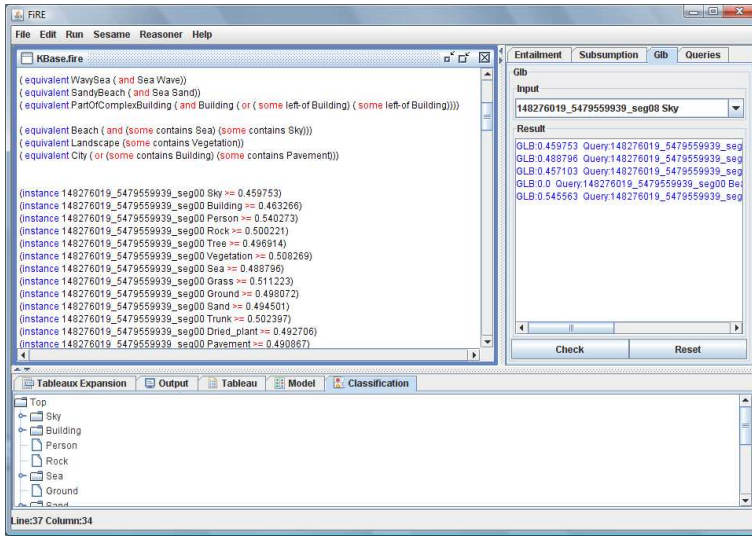 FiRE
File Edit Run Sesame Reasoner Help
KBase.fire
( equivalent WavySea ( and Sea Wave))
( equivalent SandyBeach ( and Sea Sand))
( equivalent PartOfComplexBuilding ( and Building ( or ( some left-of Building) ( some left-of Building))))
( equivalent Beach ( and (some contains Sea) (some contains Sky)))
( equivalent Landscape (some contains Vegetation))
( equivalent City ( or (some contains Building) (some contains Pavement)))
(instance 148276019_5479559939_seg00 Sky >= 0.459753)
(instance 148276019_5479559939_seg00 Building >= 0.463266)
(instance 148276019_5479559939_seg00 Person >= 0.540273)
(instance 148276019_5479559939_seg00 Rock >= 0.500221)
(instance 148276019_5479559939_seg00 Tree >= 0.496914)
(instance 148276019_5479559939_seg00 Vegetation >= 0.508269)
(instance 148276019_5479559939_seg00 Sea >= 0.488796)
(instance 148276019_5479559939_seg00 Grass >= 0.511223)
(instance 148276019_5479559939_seg00 Ground >= 0.498072)
(instance 148276019_5479559939_seg00 Sand >= 0.494501)
(instance 148276019_5479559939_seg00 Trunk >= 0.502397)
(instance 148276019_5479559939_seg00 Dried_plant >= 0.492706)
(instance 148276019_5479559939_seg00 Pavement >= 0.490867)
Entailment Subsumption Glb Queries
Glb
Input
148276019_5479559939_seg08 Sky
Result
GLB:0.459753 Query:148276019_5479559939_seg
GLB:0.488796 Query:148276019_5479559939_seg
GLB:0.457103 Query:148276019_5479559939_seg
GLB:0.0 Query:148276019_5479559939_seg00 Bea
GLB:0.545563 Query:148276019_5479559939_seg
Check Reset
Tableaux Expansion Output Tableau Model Classification
Top
Sky
Building
Person
Rock
Sea
Ground
Sand
Line:37 Column:34